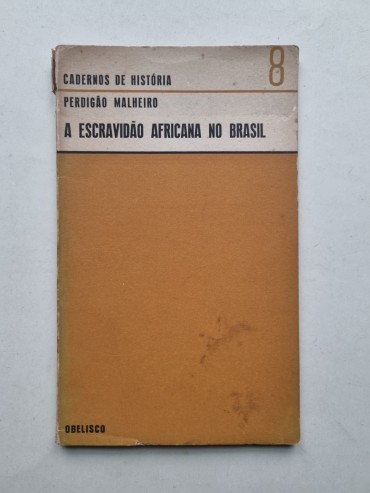 CADERNOS DE HISTÓRIA 8
PERDIGÃO MALHEIRO
A ESCRAVIDÃO AFRICANA NO BRASIL
OBELISCO